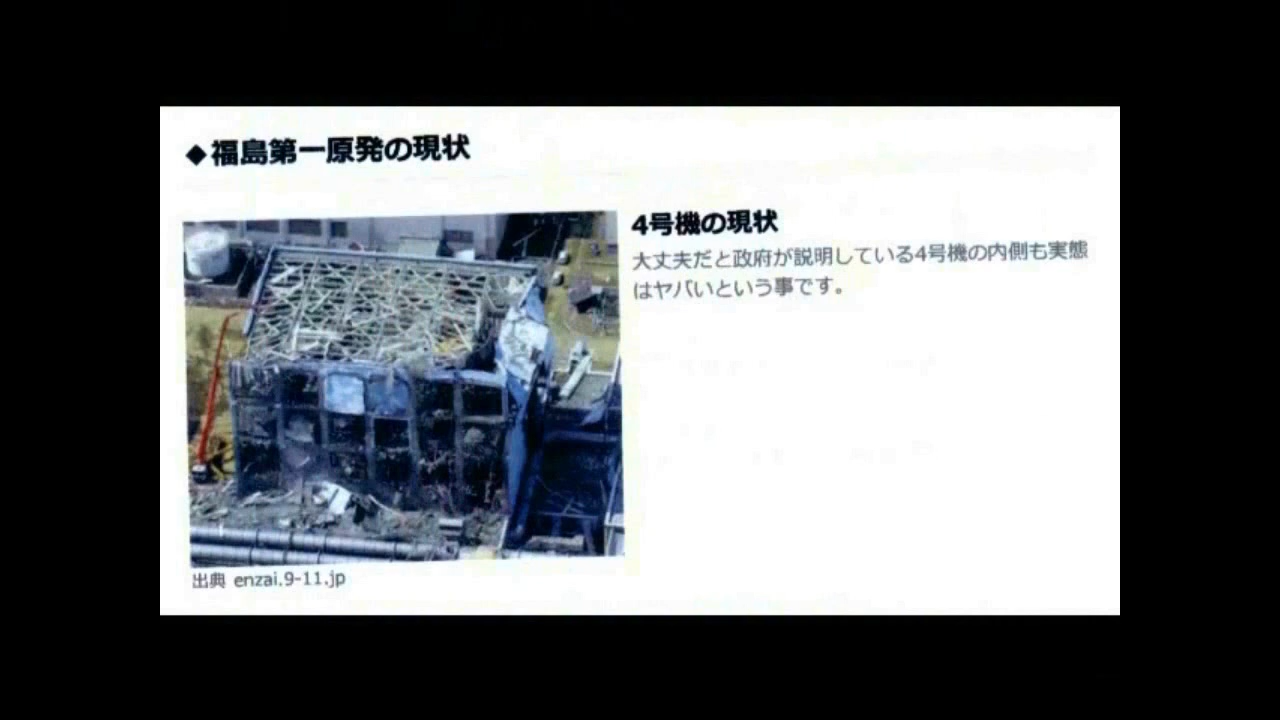 ◆福島第一原発の現状
4号機の現状
大丈夫だと政府が説明している4号機の内側も実態
はヤバいという事です。
出典 enzai.9-11.jp